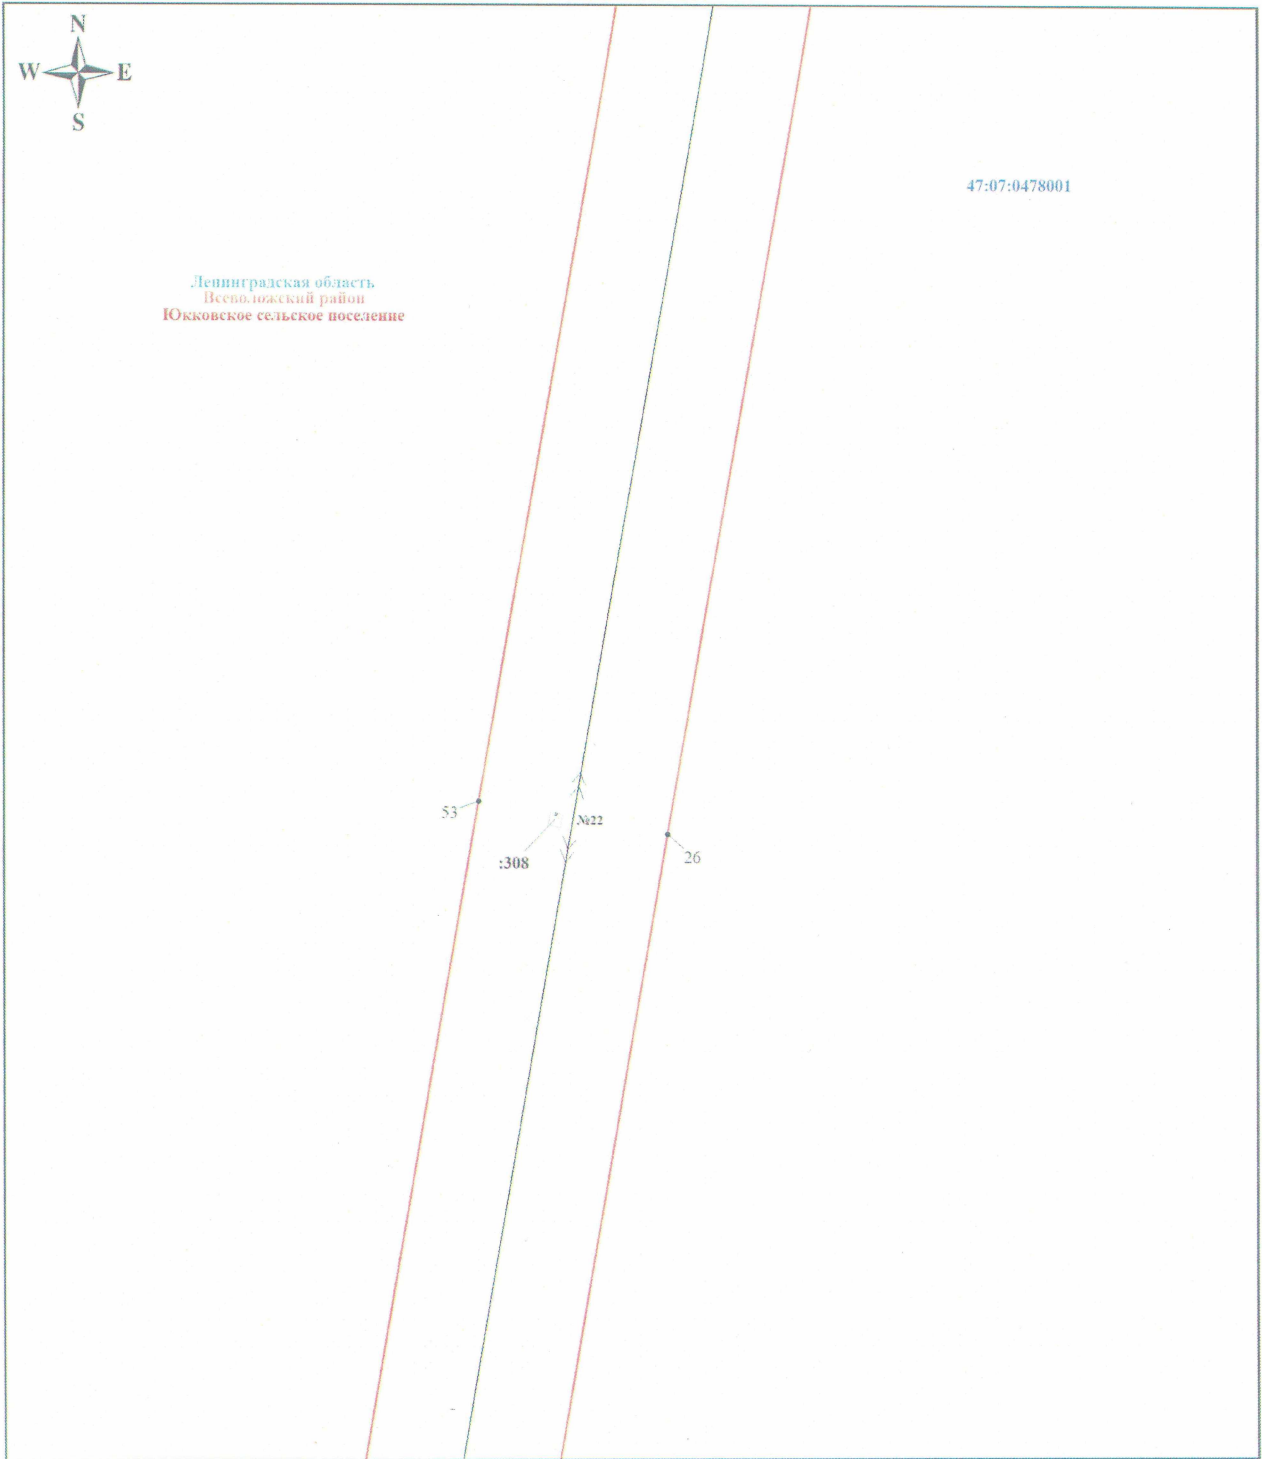 N
W E
S
47:07:0478001
Ленинградская область
Всеволожский район
Юкковское сельское поселение
53
№22
:308
26